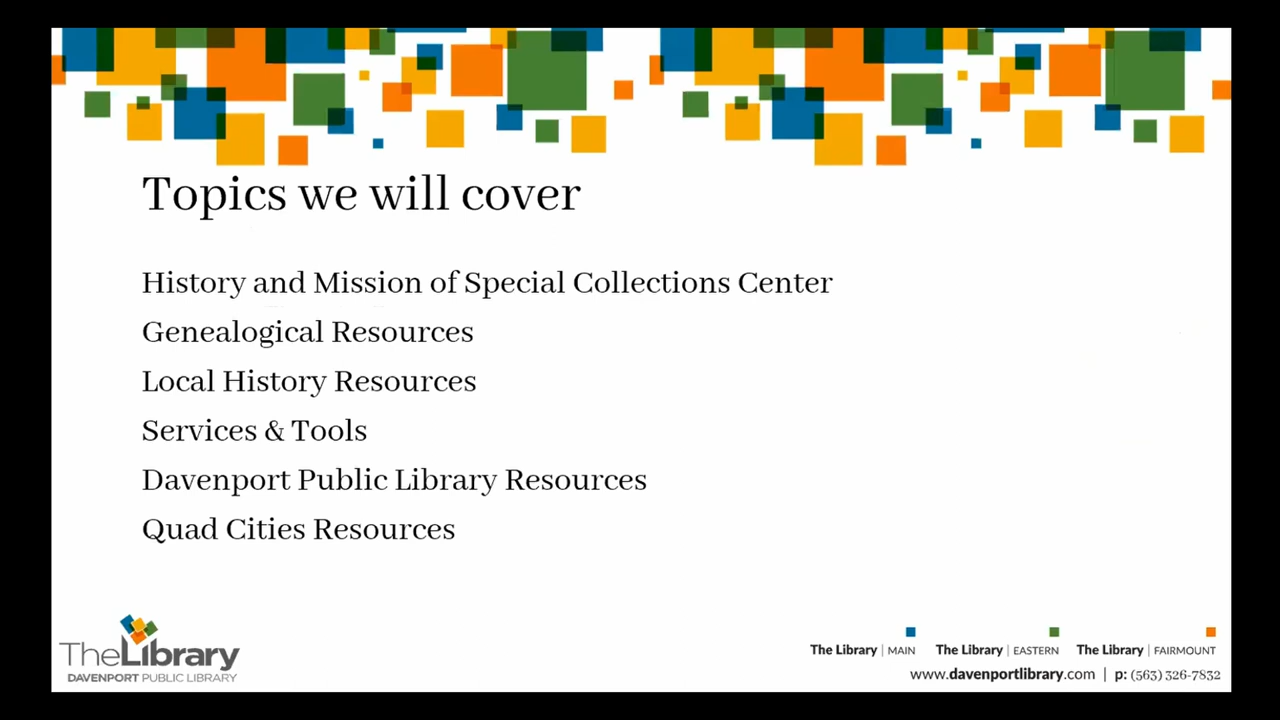 Topics we will cover
History and Mission of Special Collections Center
Genealogical Resources
Local History Resources
Services & Tools
Davenport Public Library Resources
Quad Cities Resources
TheLibrary
DAVENPORT PUBLIC LIBRARY
The Library | MAIN The Library | EASTERN The Library | FAIRMOUNT
www.davenportlibrary.com | p: (563) 326-7832